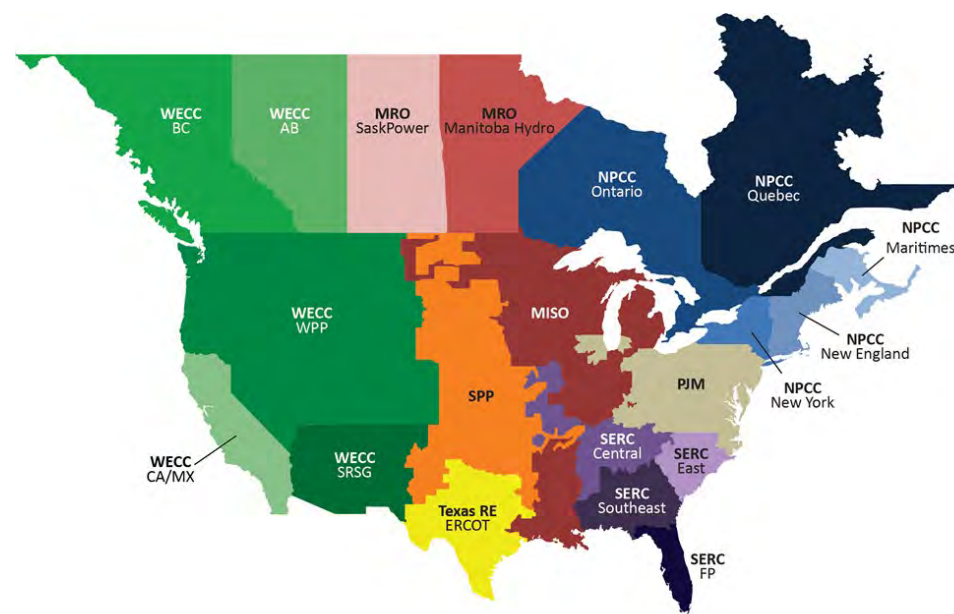 WECC
BC
WECC
AB
MRO
SaskPower
MRO
Manitoba Hydro
NPCC
Ontario
NPCC
Quebec
NPCC
Maritimes
WECC
WPP
MISO
NPCC
New England
SPP
PJM
NPCC
New York
WECC
CA/MX
WECC
SRSG
SERC
Central
SERC
East
SERC
Southeast
Texas RE
ERCOT
SERC
FP